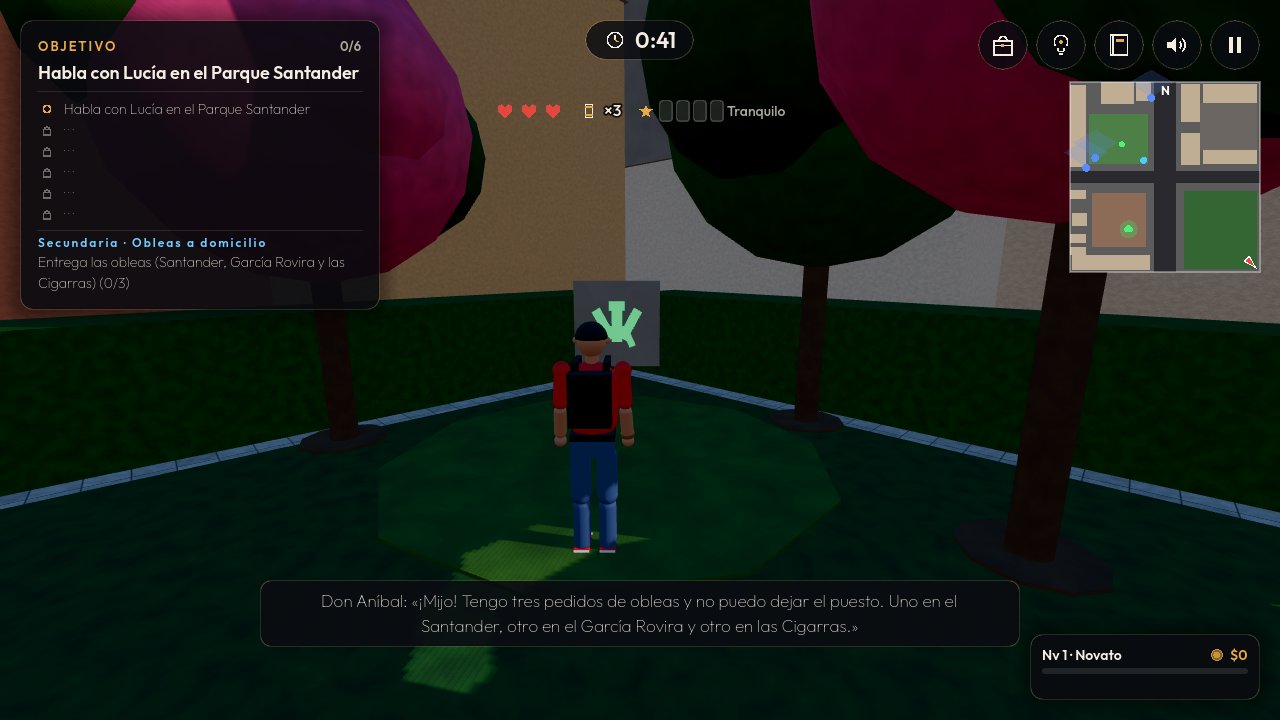 OBJETIVO 0/6
Habla con Lucía en el Parque Santander
Habla con Lucía en el Parque Santander
...
...
...
...
...
Secundaria · Obleas a domicilio
Entrega las obleas (Santander, García Rovira y las
Cigarras) (0/3)
0:41
×3
Tranquilo
N
Don Aníbal: «¡Mijo! Tengo tres pedidos de obleas y no puedo dejar el puesto. Uno en el
Santander, otro en el García Rovira y otro en las Cigarras.»
Nv 1 · Novato $0